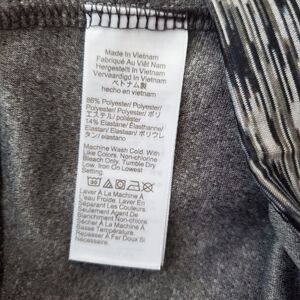 Made In Vietnam
Fabriqué Au Viêt Nam
Hergestellt In Vietnam
Vervaardigd In Vietnam
ベトナム製
hecho en vietnam
86% Polyester/ Polyester/
Polyester/ Polyester/ ポリ
エステル/ poliéster
14% Elastane/ Élasthanne/
Elastan/ Elastaan/ ポリウレ
タン/ elastano
Machine Wash Cold. With
Like Colors. Non-chlorine
Bleach Only. Tumble Dry
Low. Iron On Lowest
Setting.
30
Laver À La Machine À
L'eau Froide. Laver En
Séparant Les Couleurs.
Seulement Agent De
Blanchiment Sans Chlore.
Sécher À La Machine À
Basse Température.
Repasser À Fer Doux Si
Nécessaire.